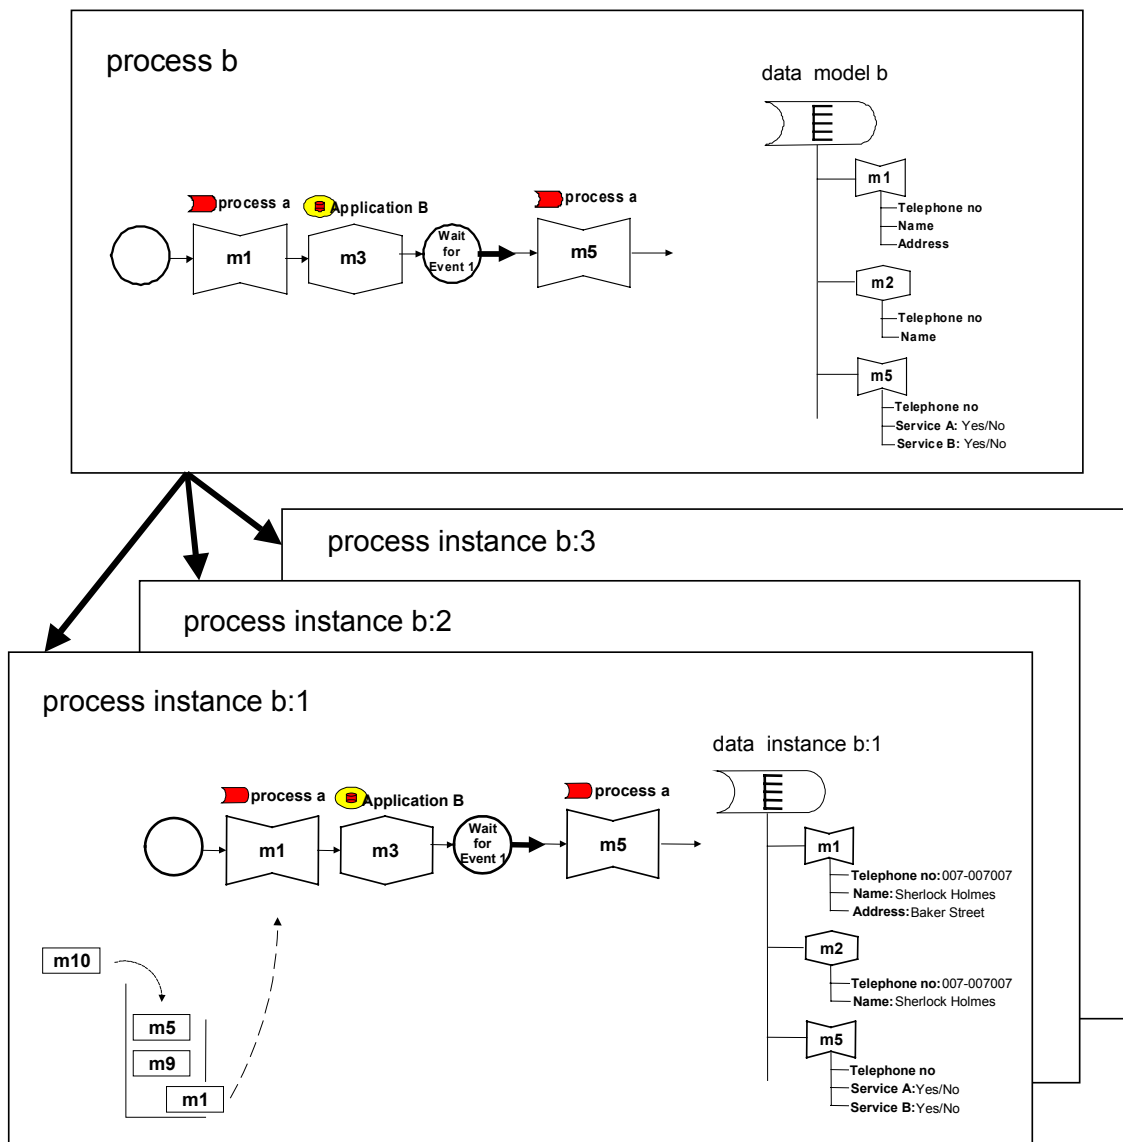 process b
data model b
process a
Application B
process a
m1
m3
Wait
for
Event 1
m5
m1
Telephone no
Name
Address
m2
Telephone no
Name
m5
Telephone no
Service A: Yes/No
Service B: Yes/No
process instance b:3
process instance b:2
process instance b:1
data instance b:1
process a
Application B
process a
m1
m3
Wait
for
Event 1
m5
m1
Telephone no:007-007007
Name:Sherlock Holmes
Address:Baker Street
m2
Telephone no:007-007007
Name:Sherlock Holmes
m5
Telephone no
Service A:Yes/No
Service B:Yes/No
m10
m5
m9
m1